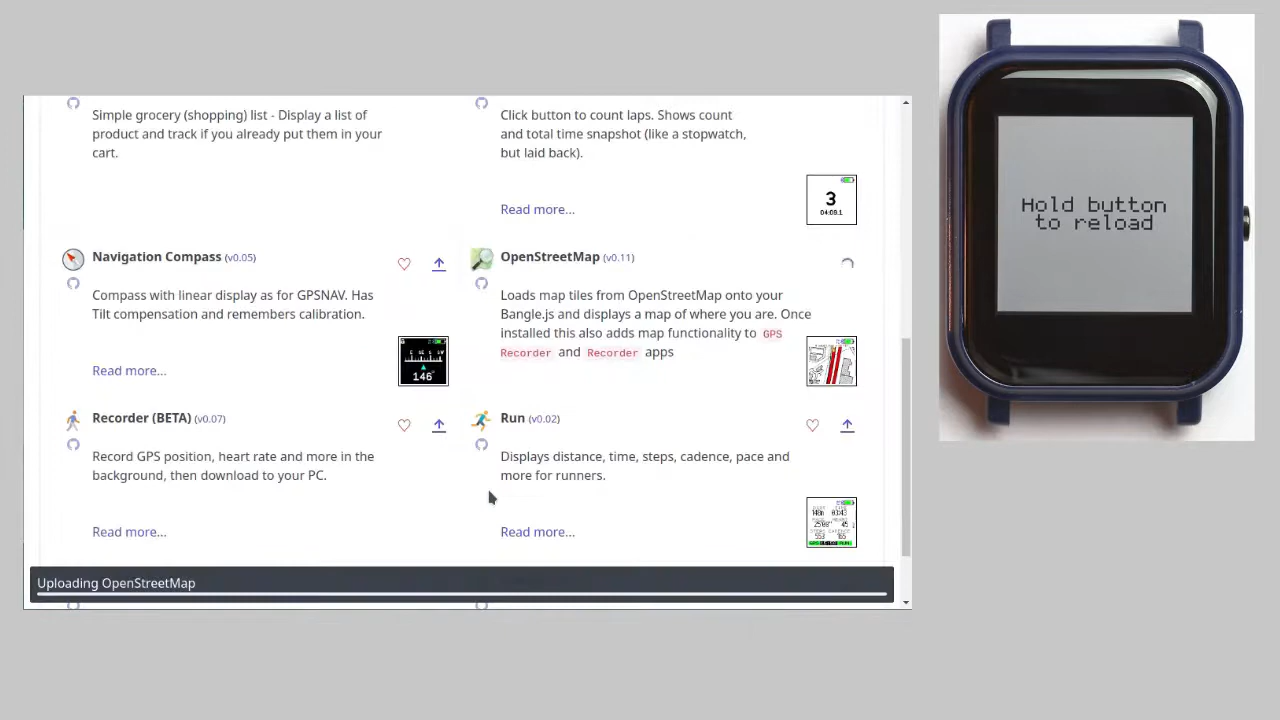 Simple grocery (shopping) list - Display a list of
product and track if you already put them in your
cart.
Click button to count laps. Shows count
and total time snapshot (like a stopwatch,
but laid back).
3
04:09.1
Read more...
Navigation Compass (v0.05)
Compass with linear display as for GPSNAV. Has
Tilt compensation and remembers calibration.
146°
Read more...
OpenStreetMap (v0.11)
Loads map tiles from OpenStreetMap onto your
Bangle.js and displays a map of where you are. Once
installed this also adds map functionality to GPS
Recorder and Recorder apps
Recorder (BETA) (v0.07)
Record GPS position, heart rate and more in the
background, then download to your PC.
Read more...
Run (v0.02)
Displays distance, time, steps, cadence, pace and
more for runners.
Read more...
Uploading OpenStreetMap
Hold button
to reload